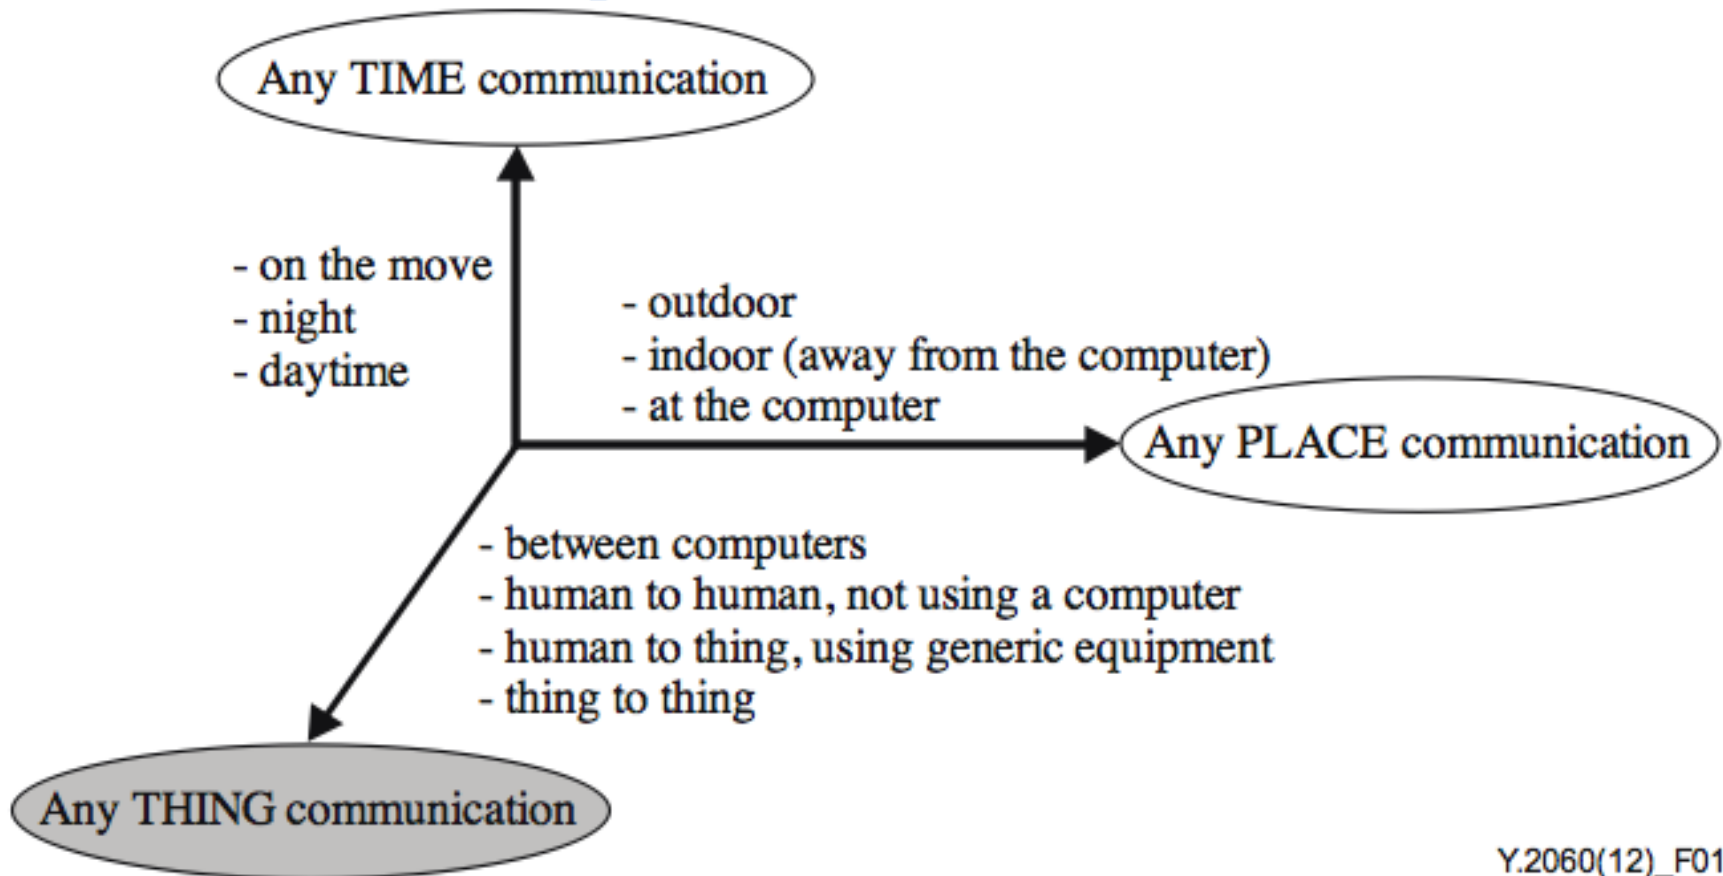 Any TIME communication
- on the move
- night
- daytime
- outdoor
- indoor (away from the computer)
- at the computer
Any PLACE communication
- between computers
- human to human, not using a computer
- human to thing, using generic equipment
- thing to thing
Any THING communication
Y.2060(12)_F01